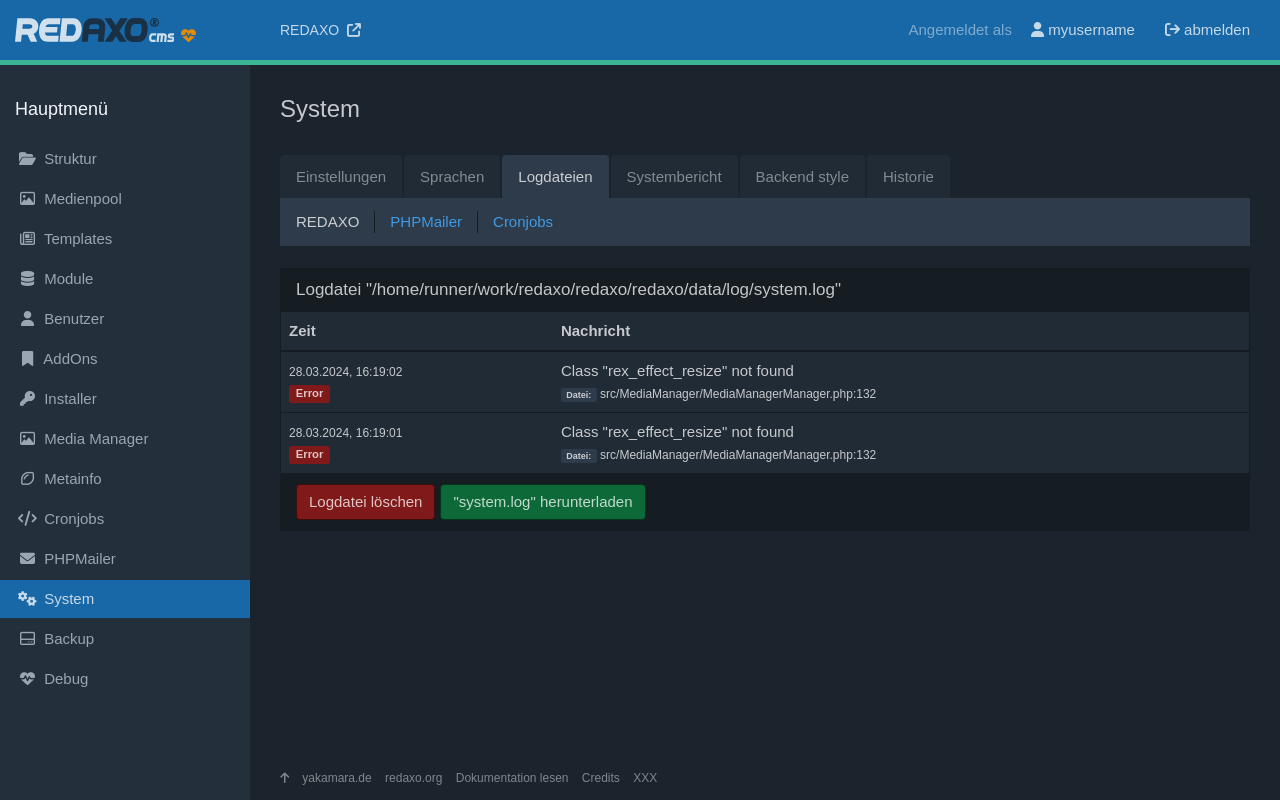 REDAXO® cms
REDAXO
Angemeldet als myusername abmelden
Hauptmenü
Struktur
Medienpool
Templates
Module
Benutzer
AddOns
Installer
Media Manager
Metainfo
Cronjobs
PHPMailer
System
Backup
Debug
System
Einstellungen Sprachen Logdateien Systembericht Backend style Historie
REDAXO PHPMailer Cronjobs
Logdatei "/home/runner/work/redaxo/redaxo/redaxo/data/log/system.log"
Zeit Nachricht
28.03.2024, 16:19:02 Class "rex_effect_resize" not found
Error Datei: src/MediaManager/MediaManagerManager.php:132
28.03.2024, 16:19:01 Class "rex_effect_resize" not found
Error Datei: src/MediaManager/MediaManagerManager.php:132
Logdatei löschen "system.log" herunterladen
yakamara.de redaxo.org Dokumentation lesen Credits XXX